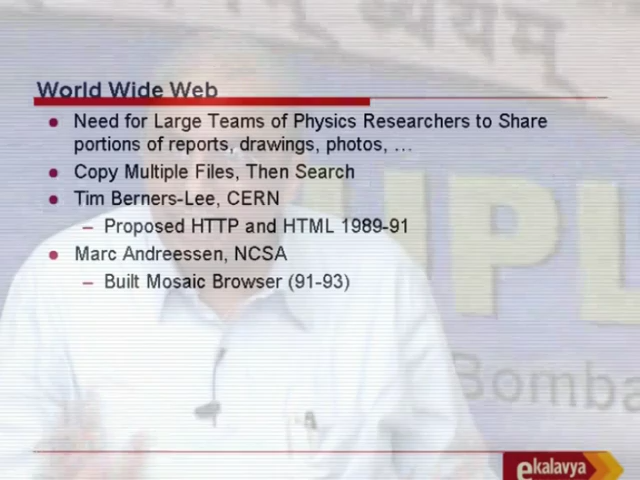 World Wide Web
Need for Large Teams of Physics Researchers to Share
portions of reports, drawings, photos, …
Copy Multiple Files, Then Search
Tim Berners-Lee, CERN
– Proposed HTTP and HTML 1989-91
Marc Andreessen, NCSA
– Built Mosaic Browser (91-93)
ekalavya